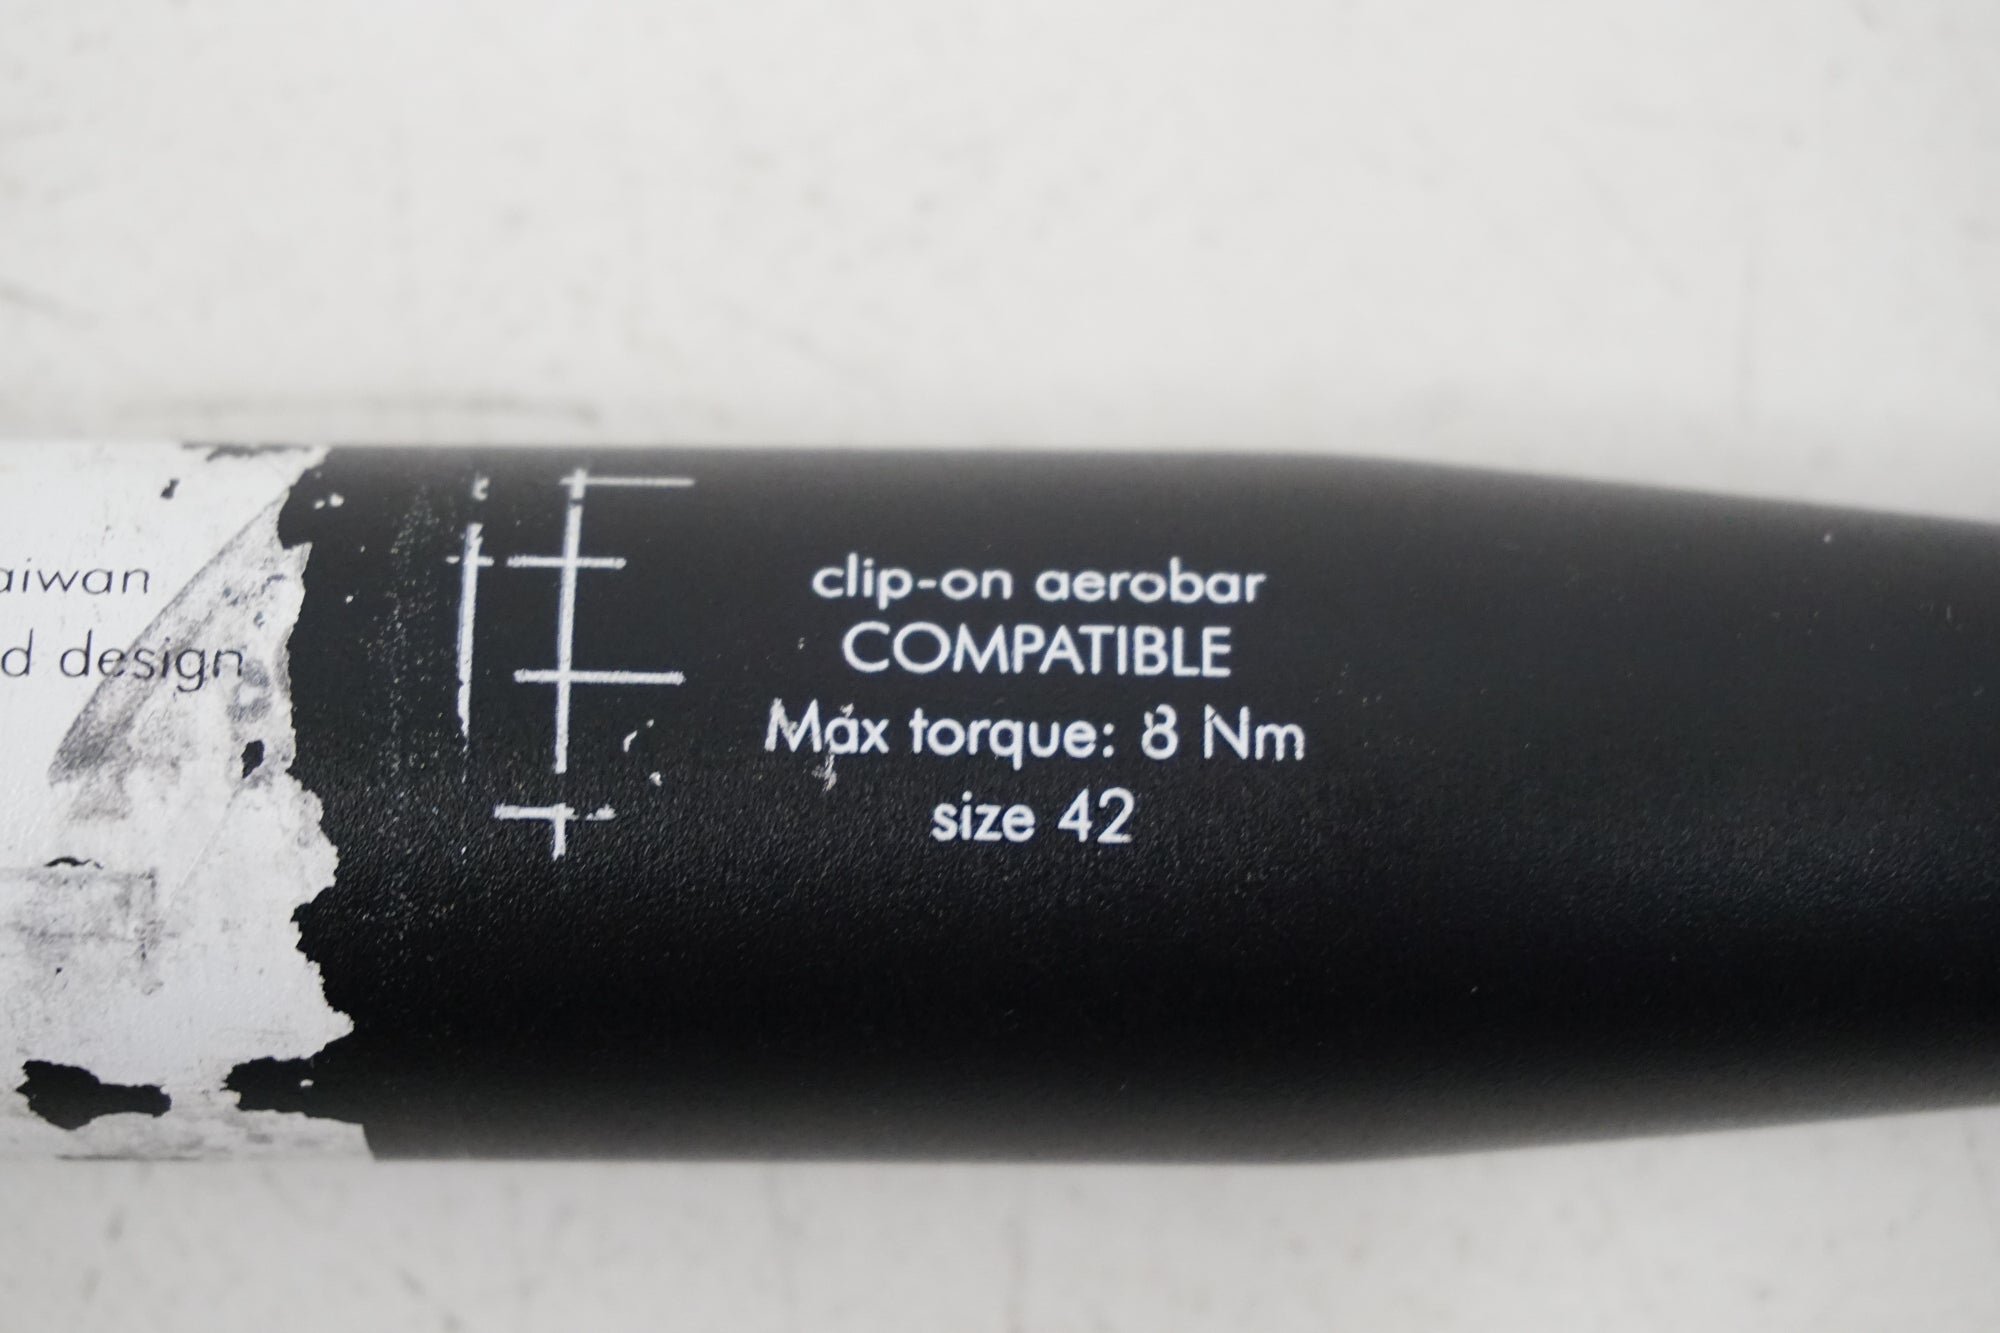 aiwan
d design
clip-on aerobar
COMPATIBLE
Max torque: 8 Nm
size 42